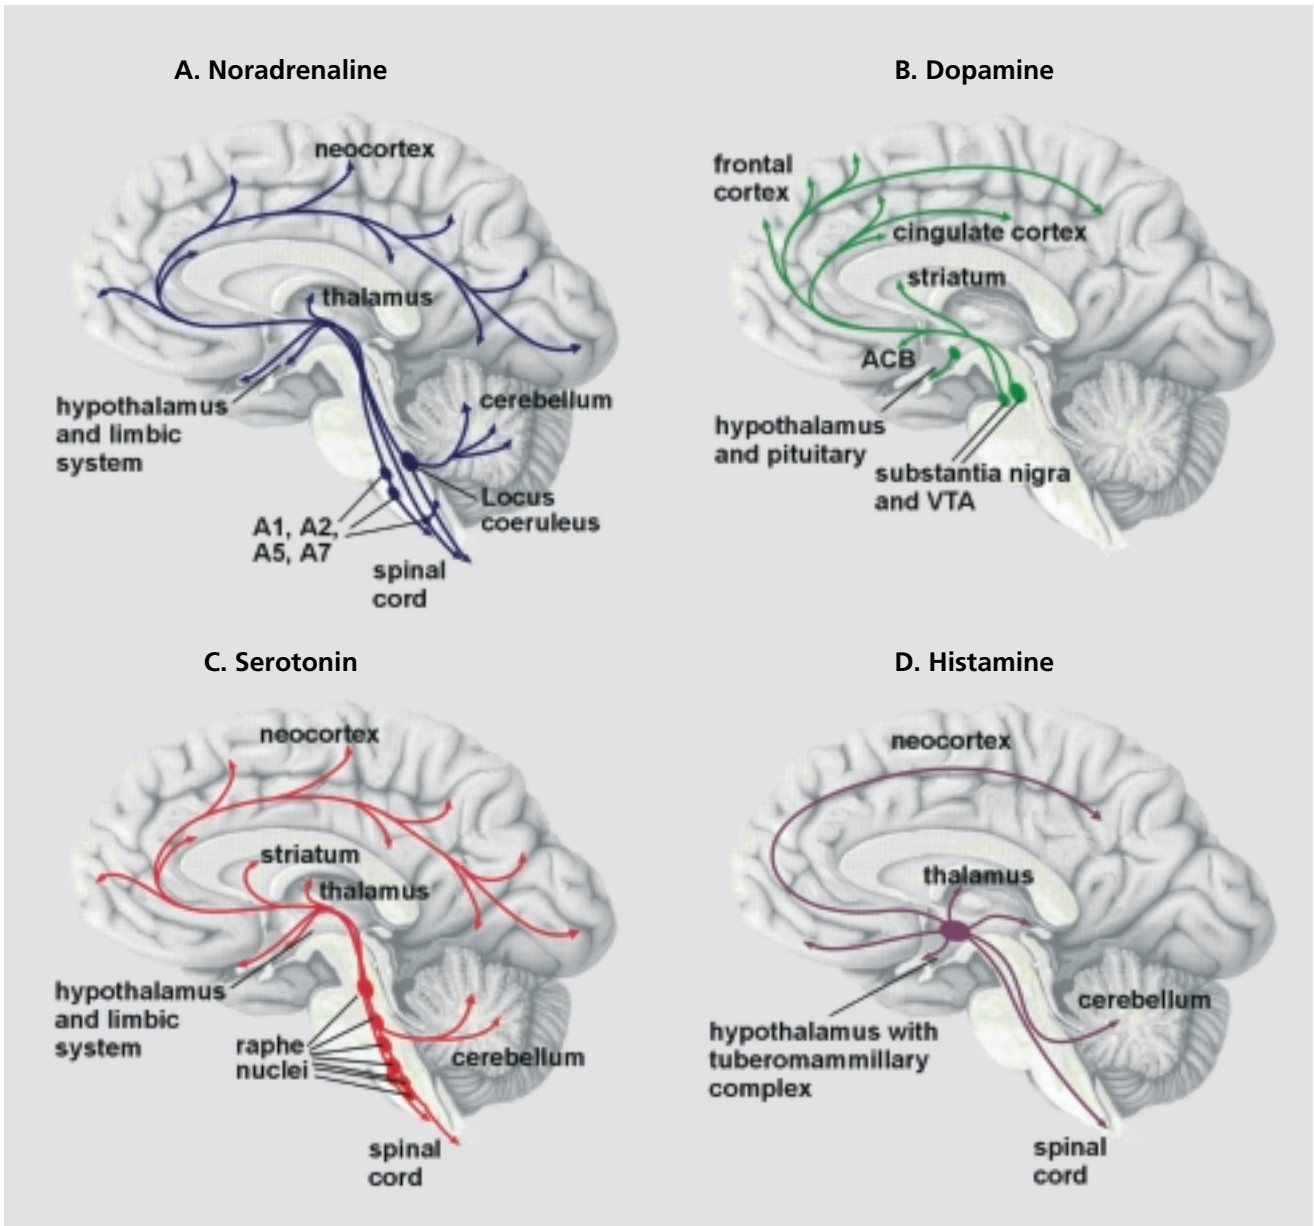 A. Noradrenaline
neocortex
thalamus
hypothalamus
and limbic
system
cerebellum
Locus
coeruleus
A1, A2,
A5, A7
spinal
cord
B. Dopamine
frontal
cortex
cingulate cortex
striatum
ACB
hypothalamus
and pituitary
substantia nigra
and VTA
C. Serotonin
neocortex
striatum
thalamus
hypothalamus
and limbic
system
raphe
nuclei
cerebellum
spinal
cord
D. Histamine
neocortex
thalamus
cerebellum
hypothalamus with
tuberomammillary
complex
spinal
cord